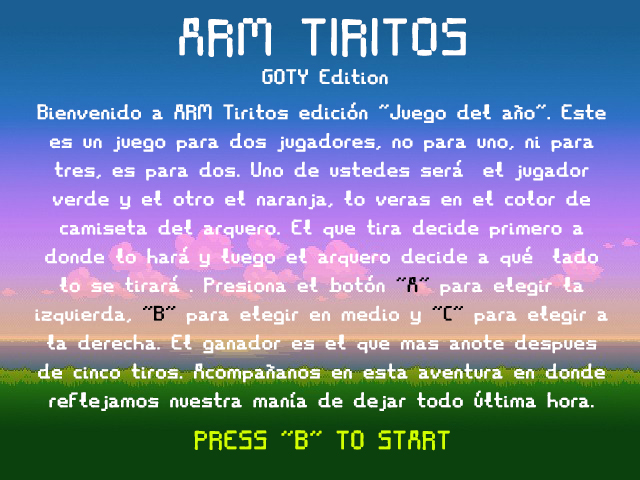 ARM TIRITOS
GOTY Edition
Bienvenido a ARM Tiritos edición "Juego del año". Este
es un juego para dos jugadores, no para uno, ni para
tres, es para dos. Uno de ustedes será el jugador
verde y el otro el naranja, lo veras en el color de
camiseta del arquero. El que tira decide primero a
donde lo hará y luego el arquero decide a qué lado
lo se tirará . Presiona el botón "A" para elegir la
izquierda, "B" para elegir en medio y "C" para elegir a
la derecha. El ganador es el que mas anote despues
de cinco tiros. Acompañanos en esta aventura en donde
reflejamos nuestra manía de dejar todo última hora.
PRESS "B" TO START